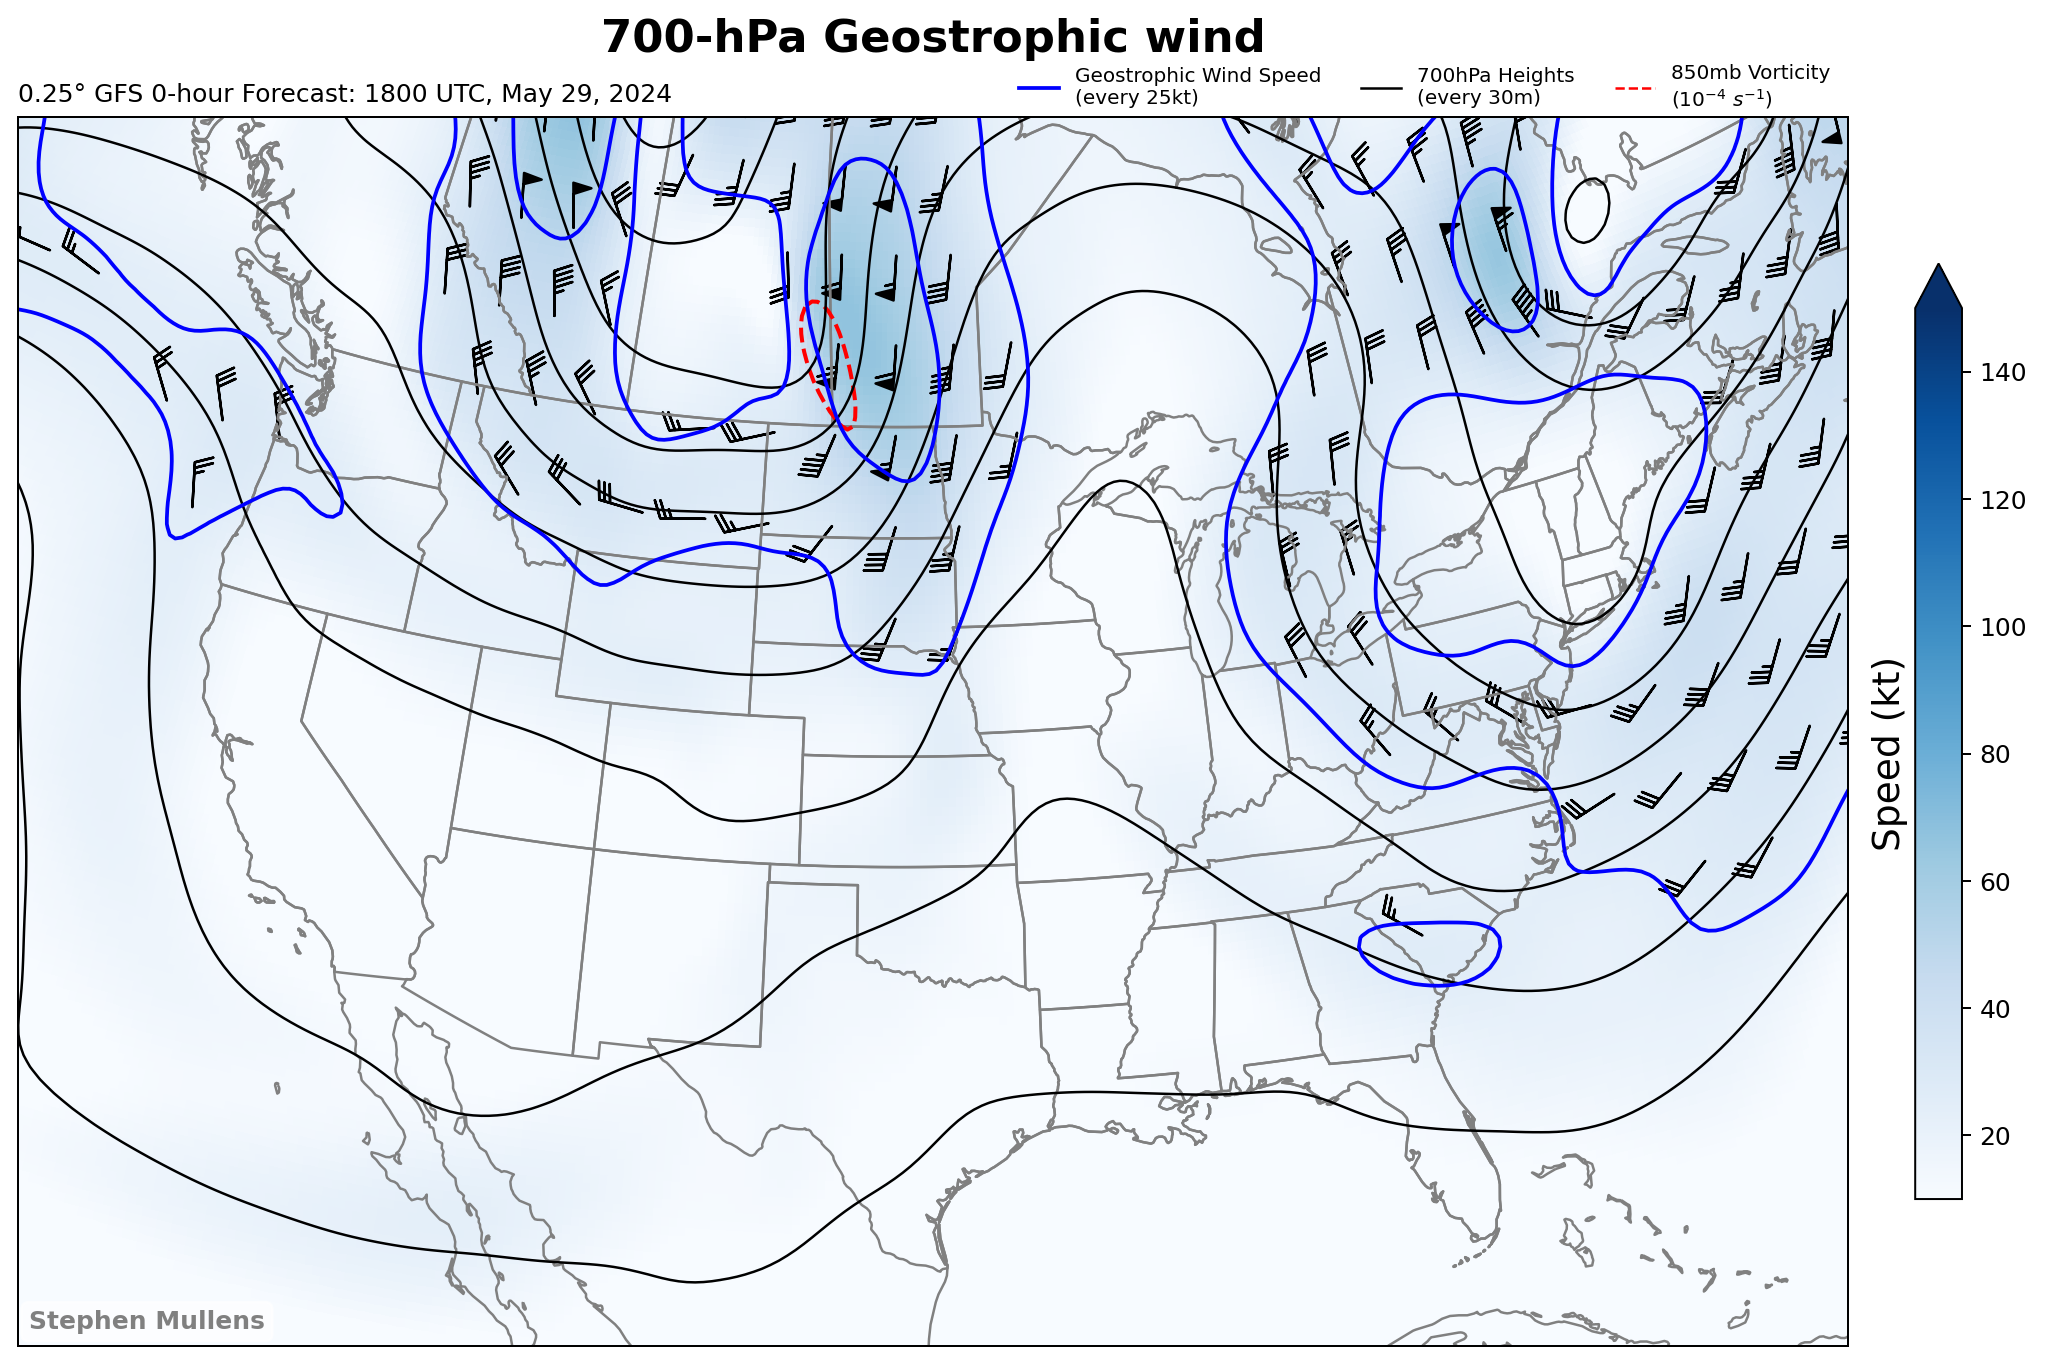 700-hPa Geostrophic wind
0.25° GFS 0-hour Forecast: 1800 UTC, May 29, 2024
Geostrophic Wind Speed
(every 25kt)
700hPa Heights
(every 30m)
850mb Vorticity
(10⁻⁴ s⁻¹)
140
120
100
80
60
40
20
Speed (kt)
Stephen Mullens